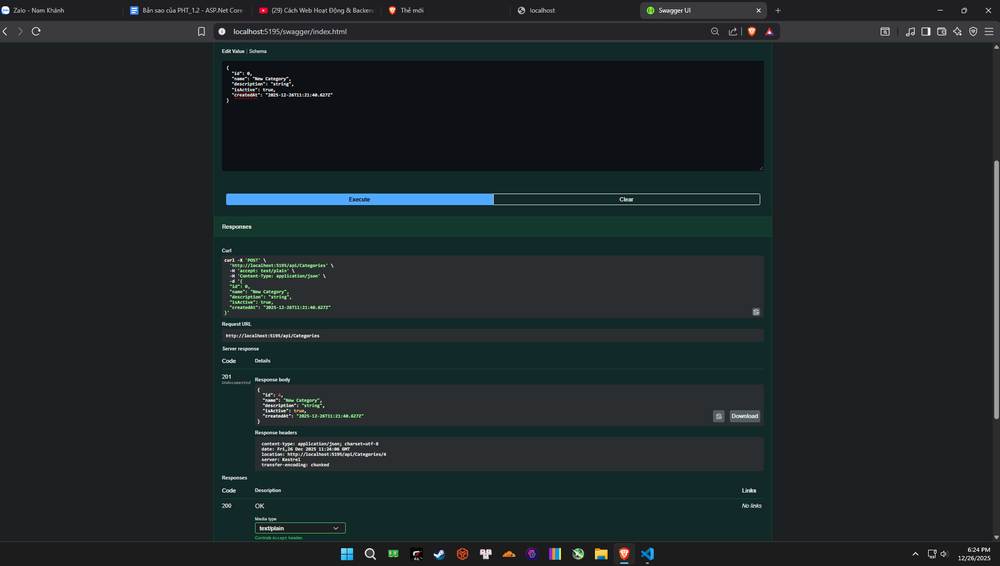 Zalo - Nam Khánh
Bản sao của PHT_1.2 - ASP.Net Core
(29) Cách Web Hoạt Động & Backend
Thẻ mới
localhost
Swagger UI
localhost:5195/swagger/index.html
Edit Value | Schema
{
"id": 0,
"name": "New Category",
"description": "string",
"isActive": true,
"createdAt": "2025-12-26T11:21:40.627Z"
}
Execute
Clear
Responses
Curl
curl -X 'POST' \
'http://localhost:5195/api/Categories' \
-H 'accept: text/plain' \
-H 'Content-Type: application/json' \
-d '{
"id": 0,
"name": "New Category",
"description": "string",
"isActive": true,
"createdAt": "2025-12-26T11:21:40.627Z"
}'
Request URL
http://localhost:5195/api/Categories
Server response
Code Details
201
Undocumented
Response body
{
"id": 4,
"name": "New Category",
"description": "string",
"isActive": true,
"createdAt": "2025-12-26T11:21:40.627Z"
}
Download
Response headers
content-type: application/json; charset=utf-8
date: Fri,26 Dec 2025 11:24:06 GMT
location: http://localhost:5195/api/Categories/4
server: Kestrel
transfer-encoding: chunked
Responses
Code Description Links
200 OK No links
Media type
text/plain
Controls Accept header.
6:24 PM
12/26/2025